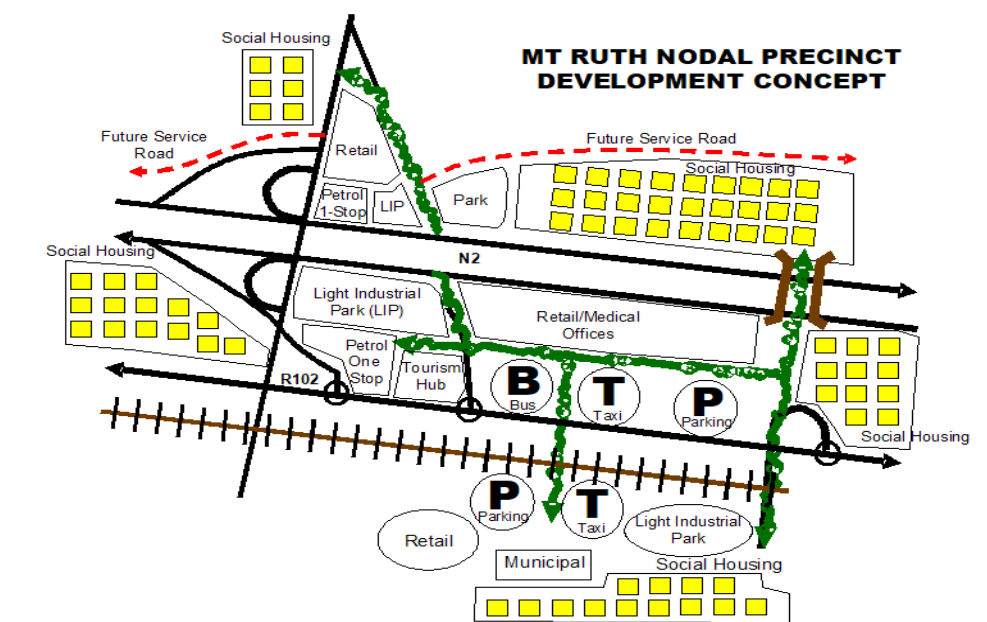 Social Housing
MT RUTH NODAL PRECINCT
DEVELOPMENT CONCEPT
Future Service
Road
Future Service Road
Retail
Social Housing
Petrol
1-Stop
LIP
Park
Social Housing
N2
Light Industrial
Park (LIP)
Retail/Medical
Offices
Petrol
One
Stop
Tourism
Hub
R102
B
Bus
T
Taxi
P
Parking
Social Housing
P
Parking
T
Taxi
Light Industrial
Park
Retail
Municipal
Social Housing